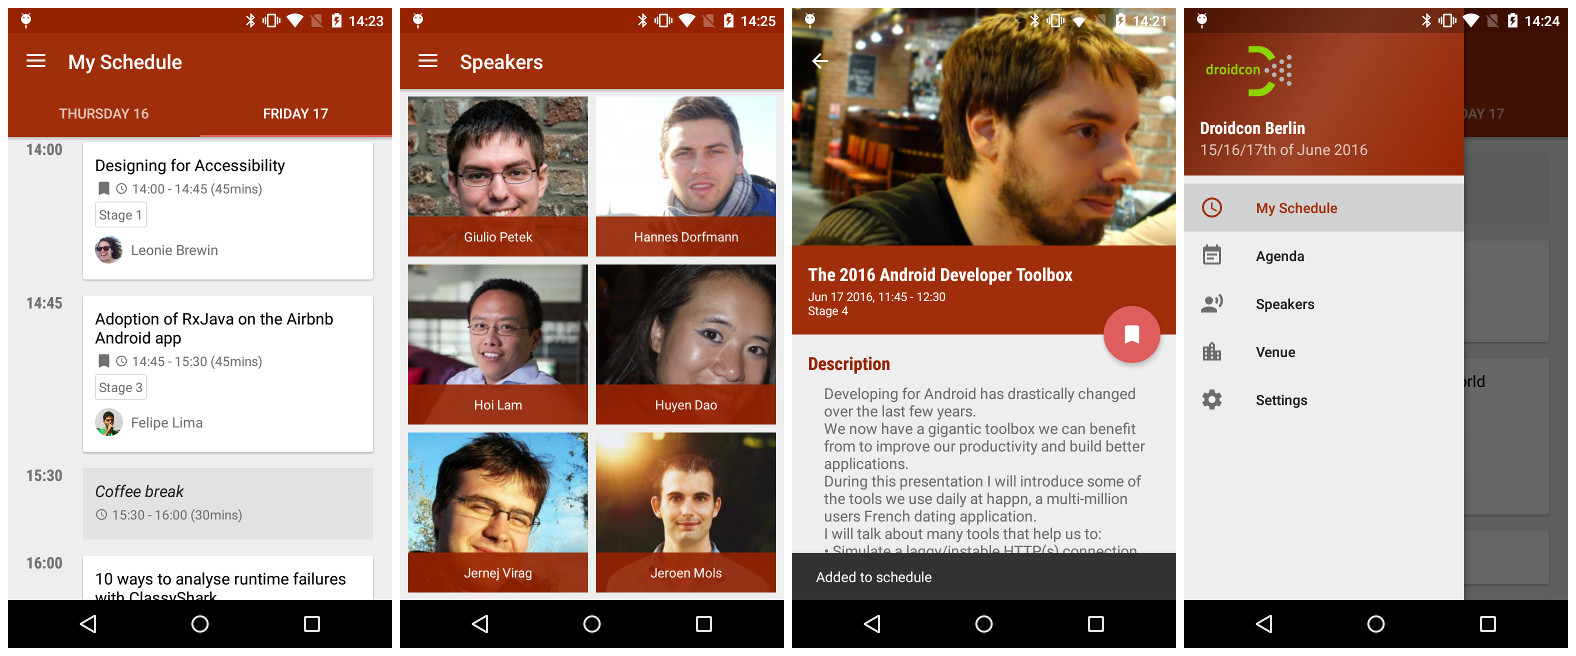 14:23
My Schedule
THURSDAY 16
FRIDAY 17
14:00
Designing for Accessibility
14:00 - 14:45 (45mins)
Stage 1
Leonie Brewin
14:45
Adoption of RxJava on the Airbnb
Android app
14:45 - 15:30 (45mins)
Stage 3
Felipe Lima
15:30
Coffee break
15:30 - 16:00 (30mins)
16:00
10 ways to analyse runtime failures
with ClassyShark
14:25
Speakers
Giulio Petek
Hannes Dorfmann
Hoi Lam
Huyen Dao
Jernej Virag
Jeroen Mols
14:21
The 2016 Android Developer Toolbox
Jun 17 2016, 11:45 - 12:30
Stage 4
Description
Developing for Android has drastically changed
over the last few years.
We now have a gigantic toolbox we can benefit
from to improve our productivity and build better
applications.
During this presentation I will introduce some of
the tools we use daily at happn, a multi-million
users French dating application.
I will talk about many tools that help us to:
• Simulate a laggy/instable HTTP(s) connection
Added to schedule
14:24
droidcon
DAY 17
Droidcon Berlin
15/16/17th of June 2016
My Schedule
Agenda
Speakers
Venue
orld
Settings